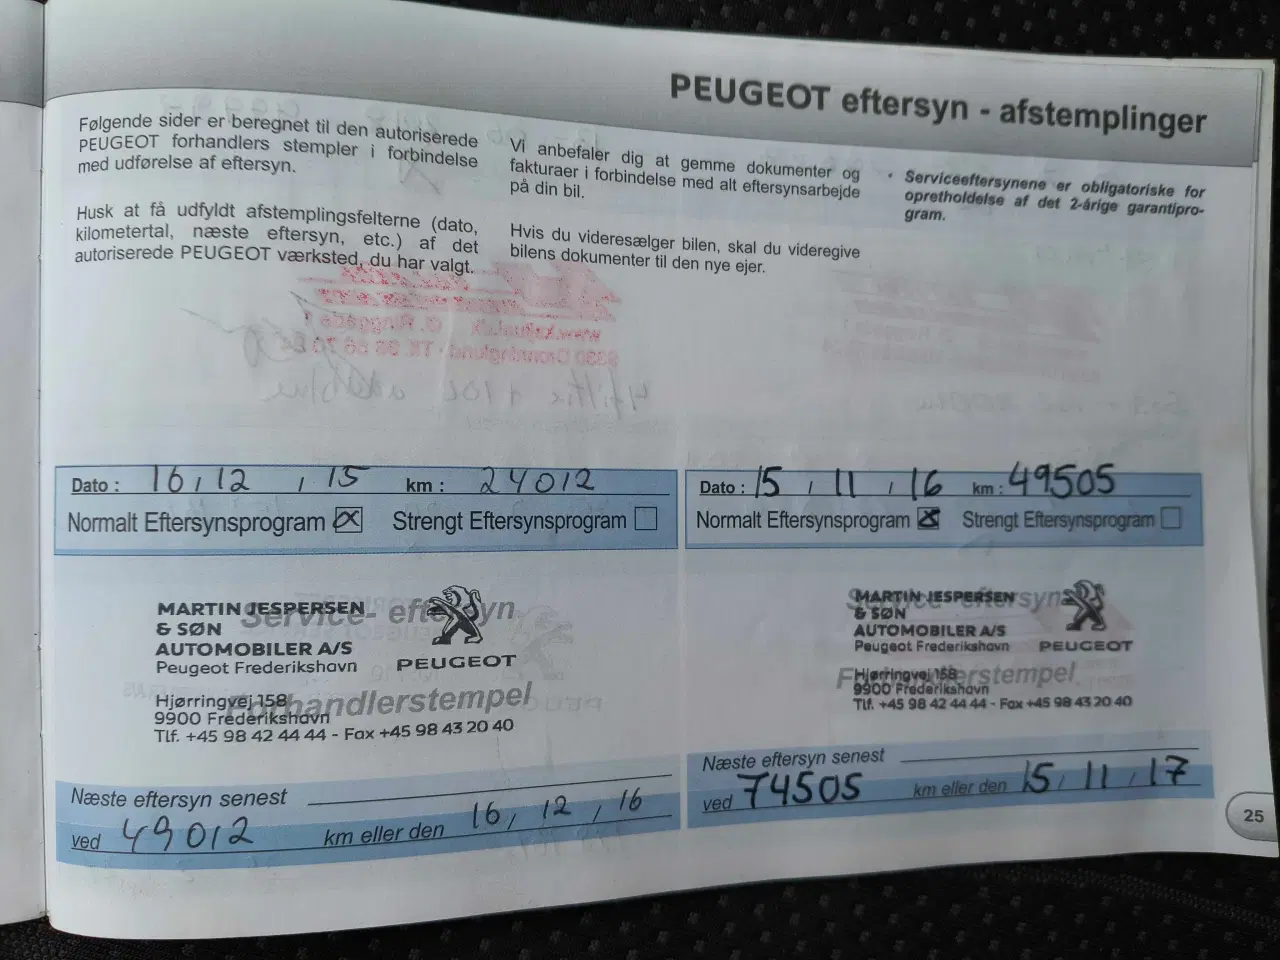 PEUGEOT eftersyn - afstemplinger
Følgende sider er beregnet til den autoriserede
PEUGEOT forhandlers stempler i forbindelse
med udførelse af eftersyn.
Husk at få udfyldt afstemplingsfelterne (dato,
kilometertal, næste eftersyn, etc.) af det
autoriserede PEUGEOT værksted, du har valgt.
Vi anbefaler dig at gemme dokumenter og
fakturaer i forbindelse med alt eftersynsarbejde
på din bil.
Hvis du videresælger bilen, skal du videregive
bilens dokumenter til den nye ejer.
• Serviceeftersynene er obligatoriske for
opretholdelse af det 2-årige garantipro-
gram.
Dato : 16, 12 , 15 km : 24012
Normalt Eftersynsprogram Strengt Eftersynsprogram
Service- eftersyn
MARTIN JESPERSEN
& SØN
AUTOMOBILER A/S
Peugeot Frederikshavn
PEUGEOT
Forhandlerstempel
Hjørringvej 158
9900 Frederikshavn
Tlf. +45 98 42 44 44 - Fax +45 98 43 20 40
Næste eftersyn senest
ved 49012 km eller den 16, 12, 16
Dato : 15 , 11 , 16 km : 49505
Normalt Eftersynsprogram Strengt Eftersynsprogram
Service- eftersyn
MARTIN JESPERSEN
& SØN
AUTOMOBILER A/S
Peugeot Frederikshavn
PEUGEOT
Forhandlerstempel
Hjørringvej 158
9900 Frederikshavn
Tlf. +45 98 42 44 44 - Fax +45 98 43 20 40
Næste eftersyn senest
ved 74505 km eller den 15, 11, 17
25